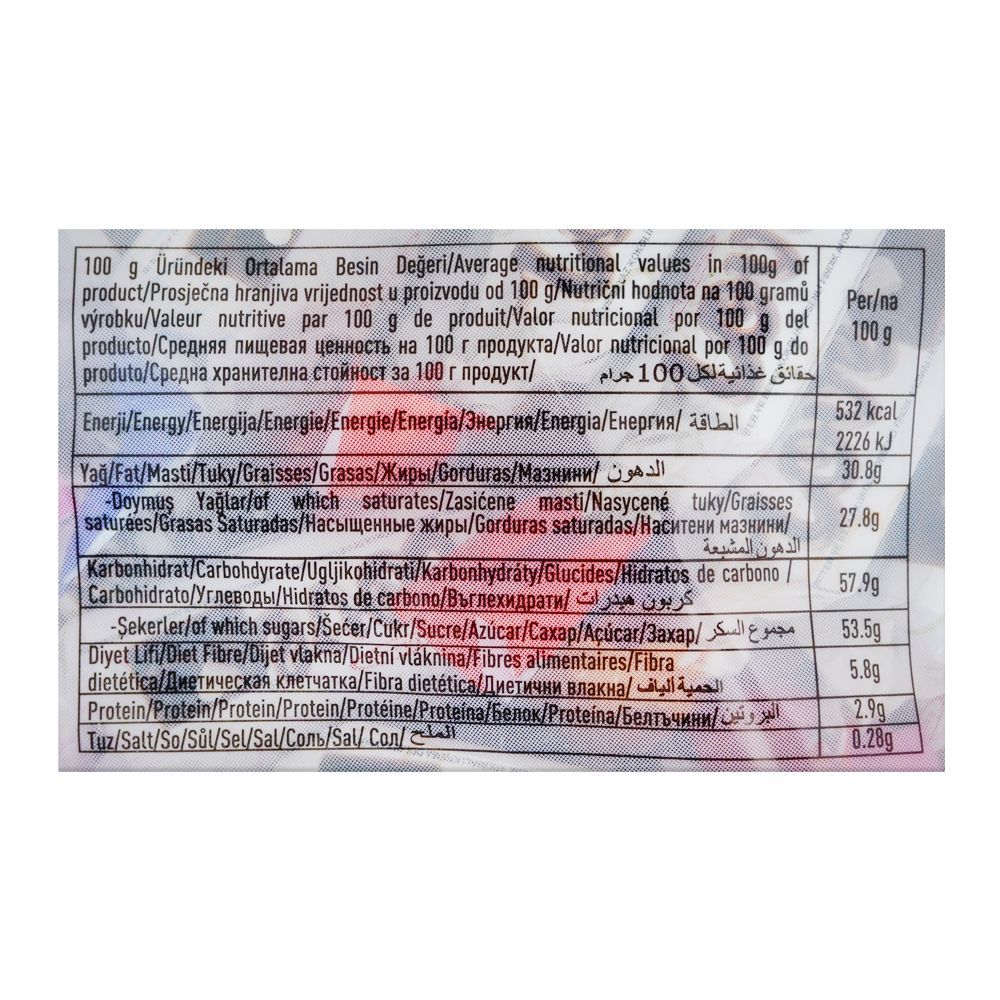 100 g Üründeki Ortalama Besin Değeri/Average nutritional values in 100g of
product/Prosječna hranjiva vrijednost u proizvodu od 100 g/Nutriční hodnota na 100 gramů
výrobku/Valeur nutritive par 100 g de produit/Valor nutricional por 100 g del
producto/Средняя пищевая ценность на 100 г продукта/Valor nutricional por 100 g do
produto/Средна хранителна стойност за 100 г продукт/ حقائق غذائية لكل 100 جرام
Per/na
100 g
Enerji/Energy/Energija/Energie/Energie/Energía/Энергия/Energia/Енергия/ الطاقة
532 kcal
2226 kJ
Yağ/Fat/Masti/Tuky/Graisses/Grasas/Жиры/Gorduras/Мазнини/ الدهون
30.8g
-Doymuş Yağlar/of which saturates/Zasićene masti/Nasycené tuky/Graisses
saturées/Grasas Saturadas/Насыщенные жиры/Gorduras saturadas/Наситени мазнини/
الدهون المشبعة
27.8g
Karbonhidrat/Carbohdyrate/Ugljikohidrati/Karbonhydráty/Glucides/Hidratos de carbono /
Carbohidrato/Углеводы/Hidratos de carbono/Въглехидрати/ كربون هيدرات
57.9g
-Şekerler/of which sugars/Šećer/Cukr/Sucre/Azúcar/Сахар/Açúcar/Захар/ مجموع السكر
53.5g
Diyet Lifi/Diet Fibre/Dijet vlakna/Dietní vláknina/Fibres alimentaires/Fibra
dietética/Диетическая клетчатка/Fibra dietética/Диетични влакна/ الحمية ألياف
5.8g
Protein/Protein/Protein/Protein/Protéine/Proteína/Белок/Proteína/Белтъчини/ البروتين
2.9g
Tuz/Salt/So/Sůl/Sel/Sal/Соль/Sal/ Сол/ الملح
0.28g